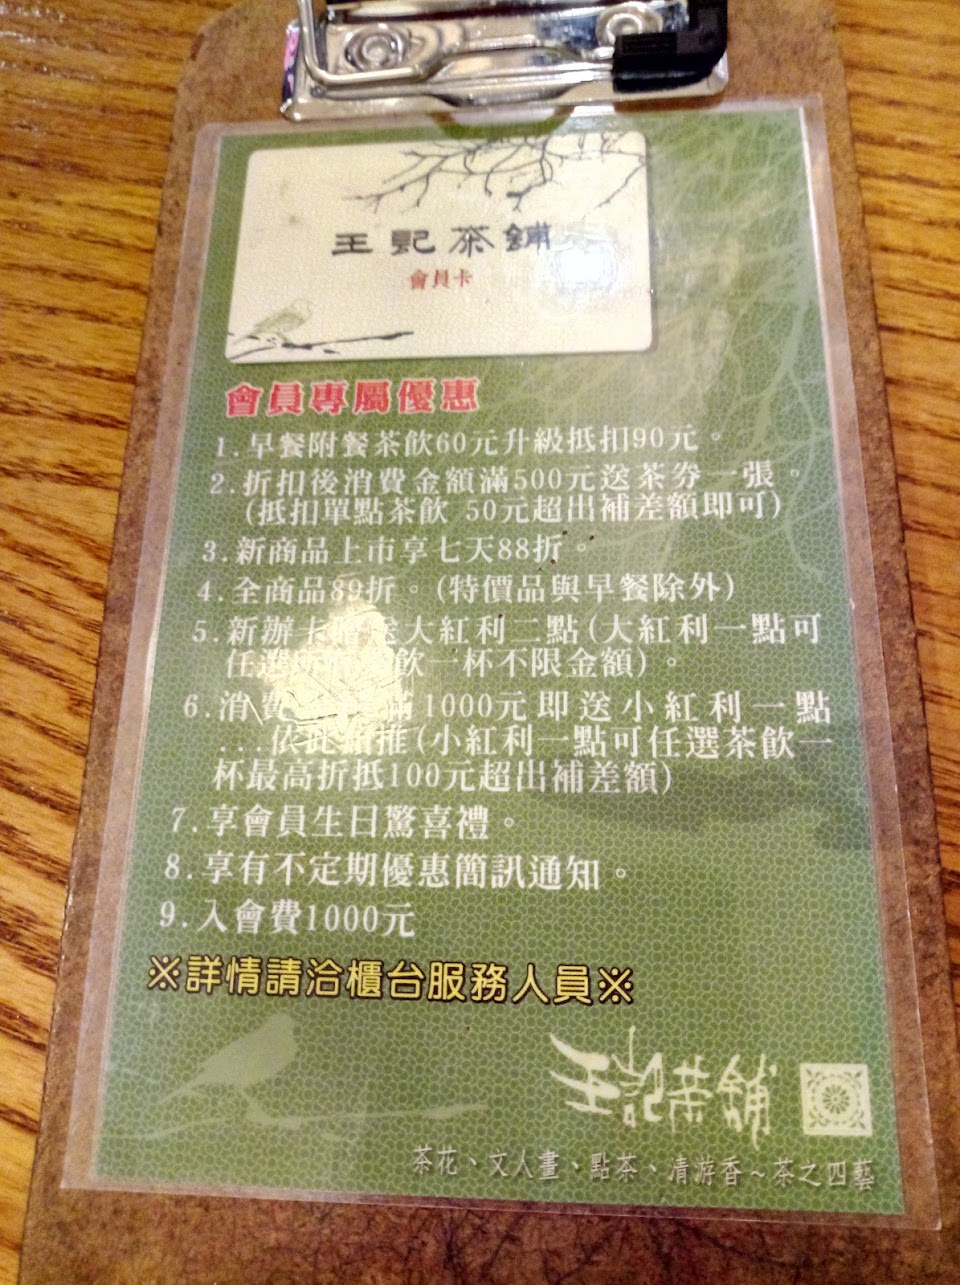 王記茶鋪
會員卡
會員專屬優惠
1.早餐附餐茶飲60元升級抵扣90元。
2.折扣後消費金額滿500元送茶券一張。
(抵扣單點茶飲 50元超出補差額即可)
3.新商品上市享七天88折。
4.全商品89折。(特價品與早餐除外)
5.新辦卡 送大紅利二點(大紅利一點可
任選 飲一杯不限金額)。
6.消費 滿1000元即送小紅利一點
...依此類推(小紅利一點可任選茶飲一
杯最高折抵100元超出補差額)
7.享會員生日驚喜禮。
8.享有不定期優惠簡訊通知。
9.入會費1000元
※詳情請洽櫃台服務人員※
王記茶鋪
茶花、文人畫、點茶、清游香～茶之四藝